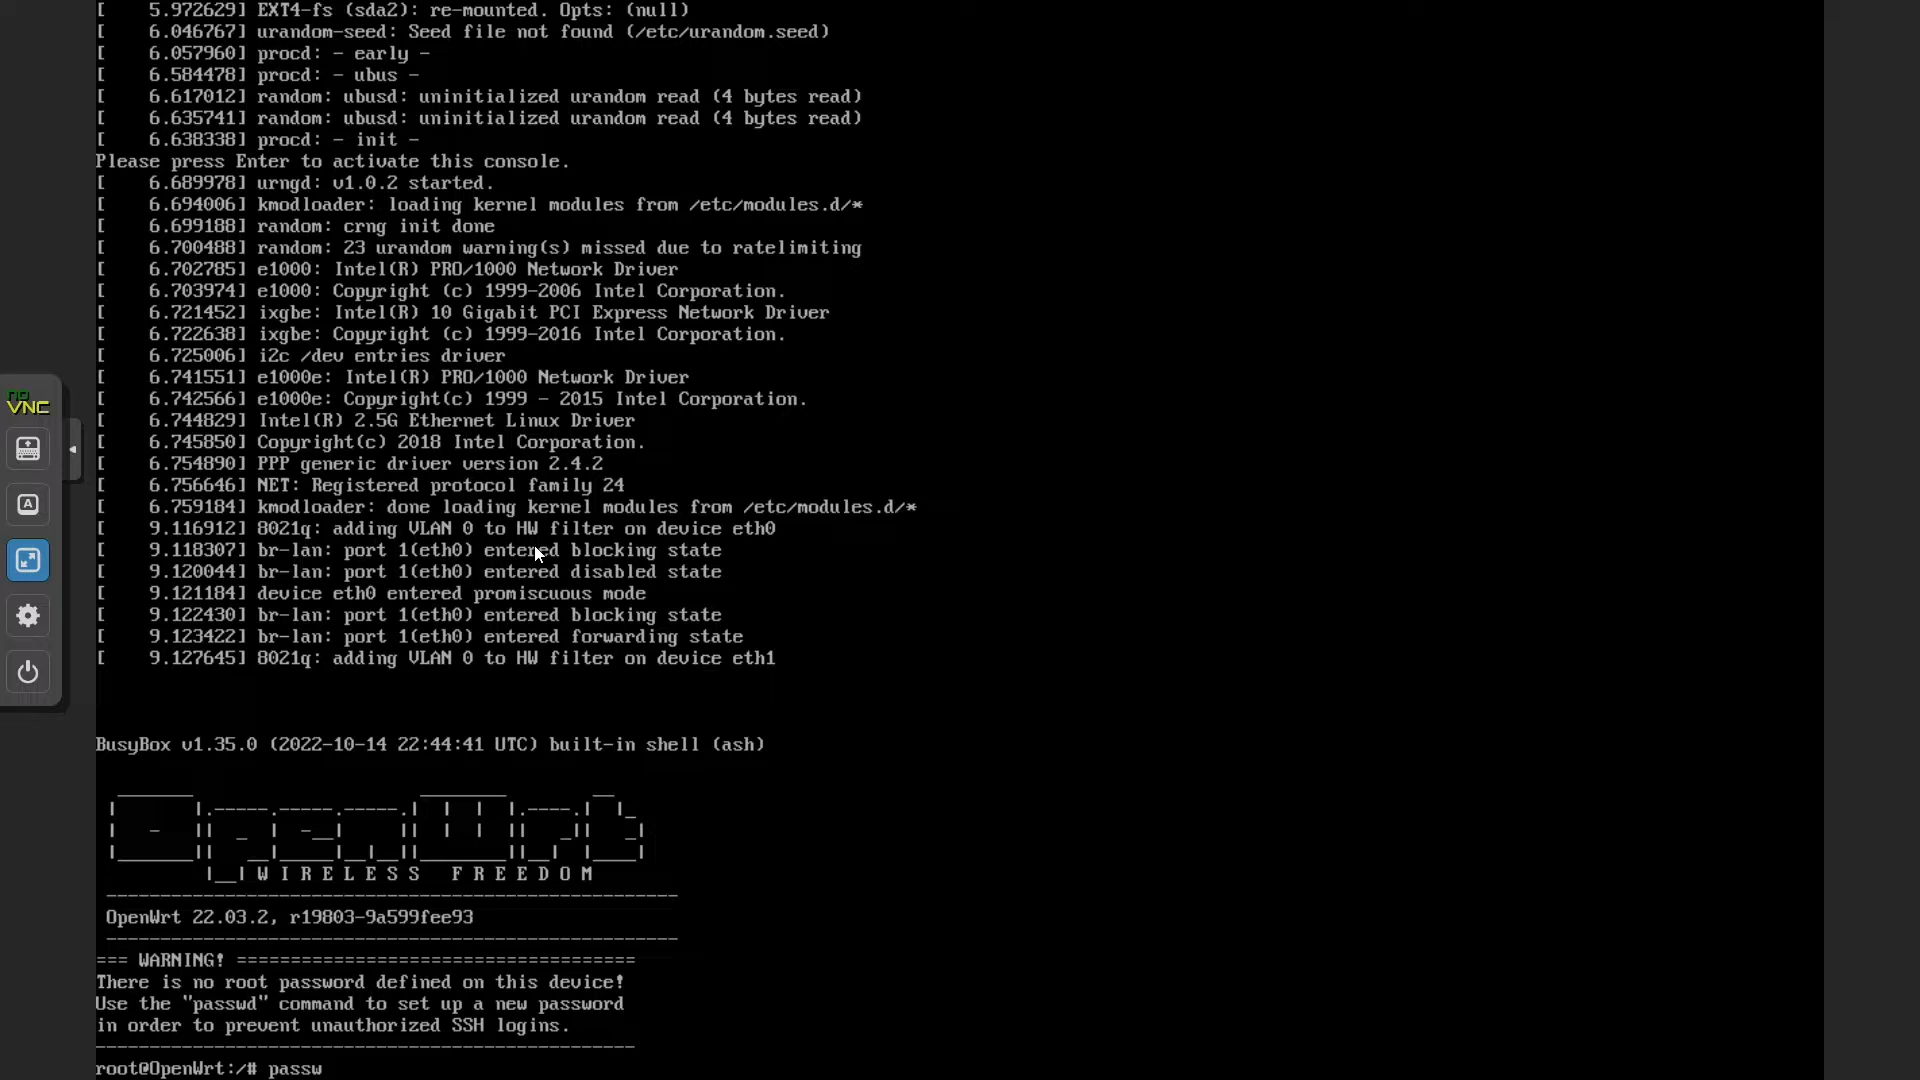 [    5.972629] EXT4-fs (sda2): re-mounted. Opts: (null)
[    6.046767] urandom-seed: Seed file not found (/etc/urandom.seed)
[    6.057960] procd: - early -
[    6.584478] procd: - ubus -
[    6.617012] random: ubusd: uninitialized urandom read (4 bytes read)
[    6.635741] random: ubusd: uninitialized urandom read (4 bytes read)
[    6.638338] procd: - init -
Please press Enter to activate this console.
[    6.689978] urngd: v1.0.2 started.
[    6.694006] kmodloader: loading kernel modules from /etc/modules.d/*
[    6.699188] random: crng init done
[    6.700488] random: 23 urandom warning(s) missed due to ratelimiting
[    6.702785] e1000: Intel(R) PRO/1000 Network Driver
[    6.703974] e1000: Copyright (c) 1999-2006 Intel Corporation.
[    6.721452] ixgbe: Intel(R) 10 Gigabit PCI Express Network Driver
[    6.722638] ixgbe: Copyright (c) 1999-2016 Intel Corporation.
[    6.725006] i2c /dev entries driver
[    6.741551] e1000e: Intel(R) PRO/1000 Network Driver
[    6.742566] e1000e: Copyright(c) 1999 - 2015 Intel Corporation.
[    6.744829] Intel(R) 2.5G Ethernet Linux Driver
[    6.745850] Copyright(c) 2018 Intel Corporation.
[    6.754890] PPP generic driver version 2.4.2
[    6.756646] NET: Registered protocol family 24
[    6.759184] kmodloader: done loading kernel modules from /etc/modules.d/*
[    9.116912] 8021q: adding VLAN 0 to HW filter on device eth0
[    9.118307] br-lan: port 1(eth0) entered blocking state
[    9.120044] br-lan: port 1(eth0) entered disabled state
[    9.121184] device eth0 entered promiscuous mode
[    9.122430] br-lan: port 1(eth0) entered blocking state
[    9.123422] br-lan: port 1(eth0) entered forwarding state
[    9.127645] 8021q: adding VLAN 0 to HW filter on device eth1
no
VNC
A
BusyBox v1.35.0 (2022-10-14 22:44:41 UTC) built-in shell (ash)
OpenWrt
W I R E L E S S   F R E E D O M
OpenWrt 22.03.2, r19803-9a599fee93
=== WARNING! =====================================
There is no root password defined on this device!
Use the "passwd" command to set up a new password
in order to prevent unauthorized SSH logins.
root@OpenWrt:/# passw